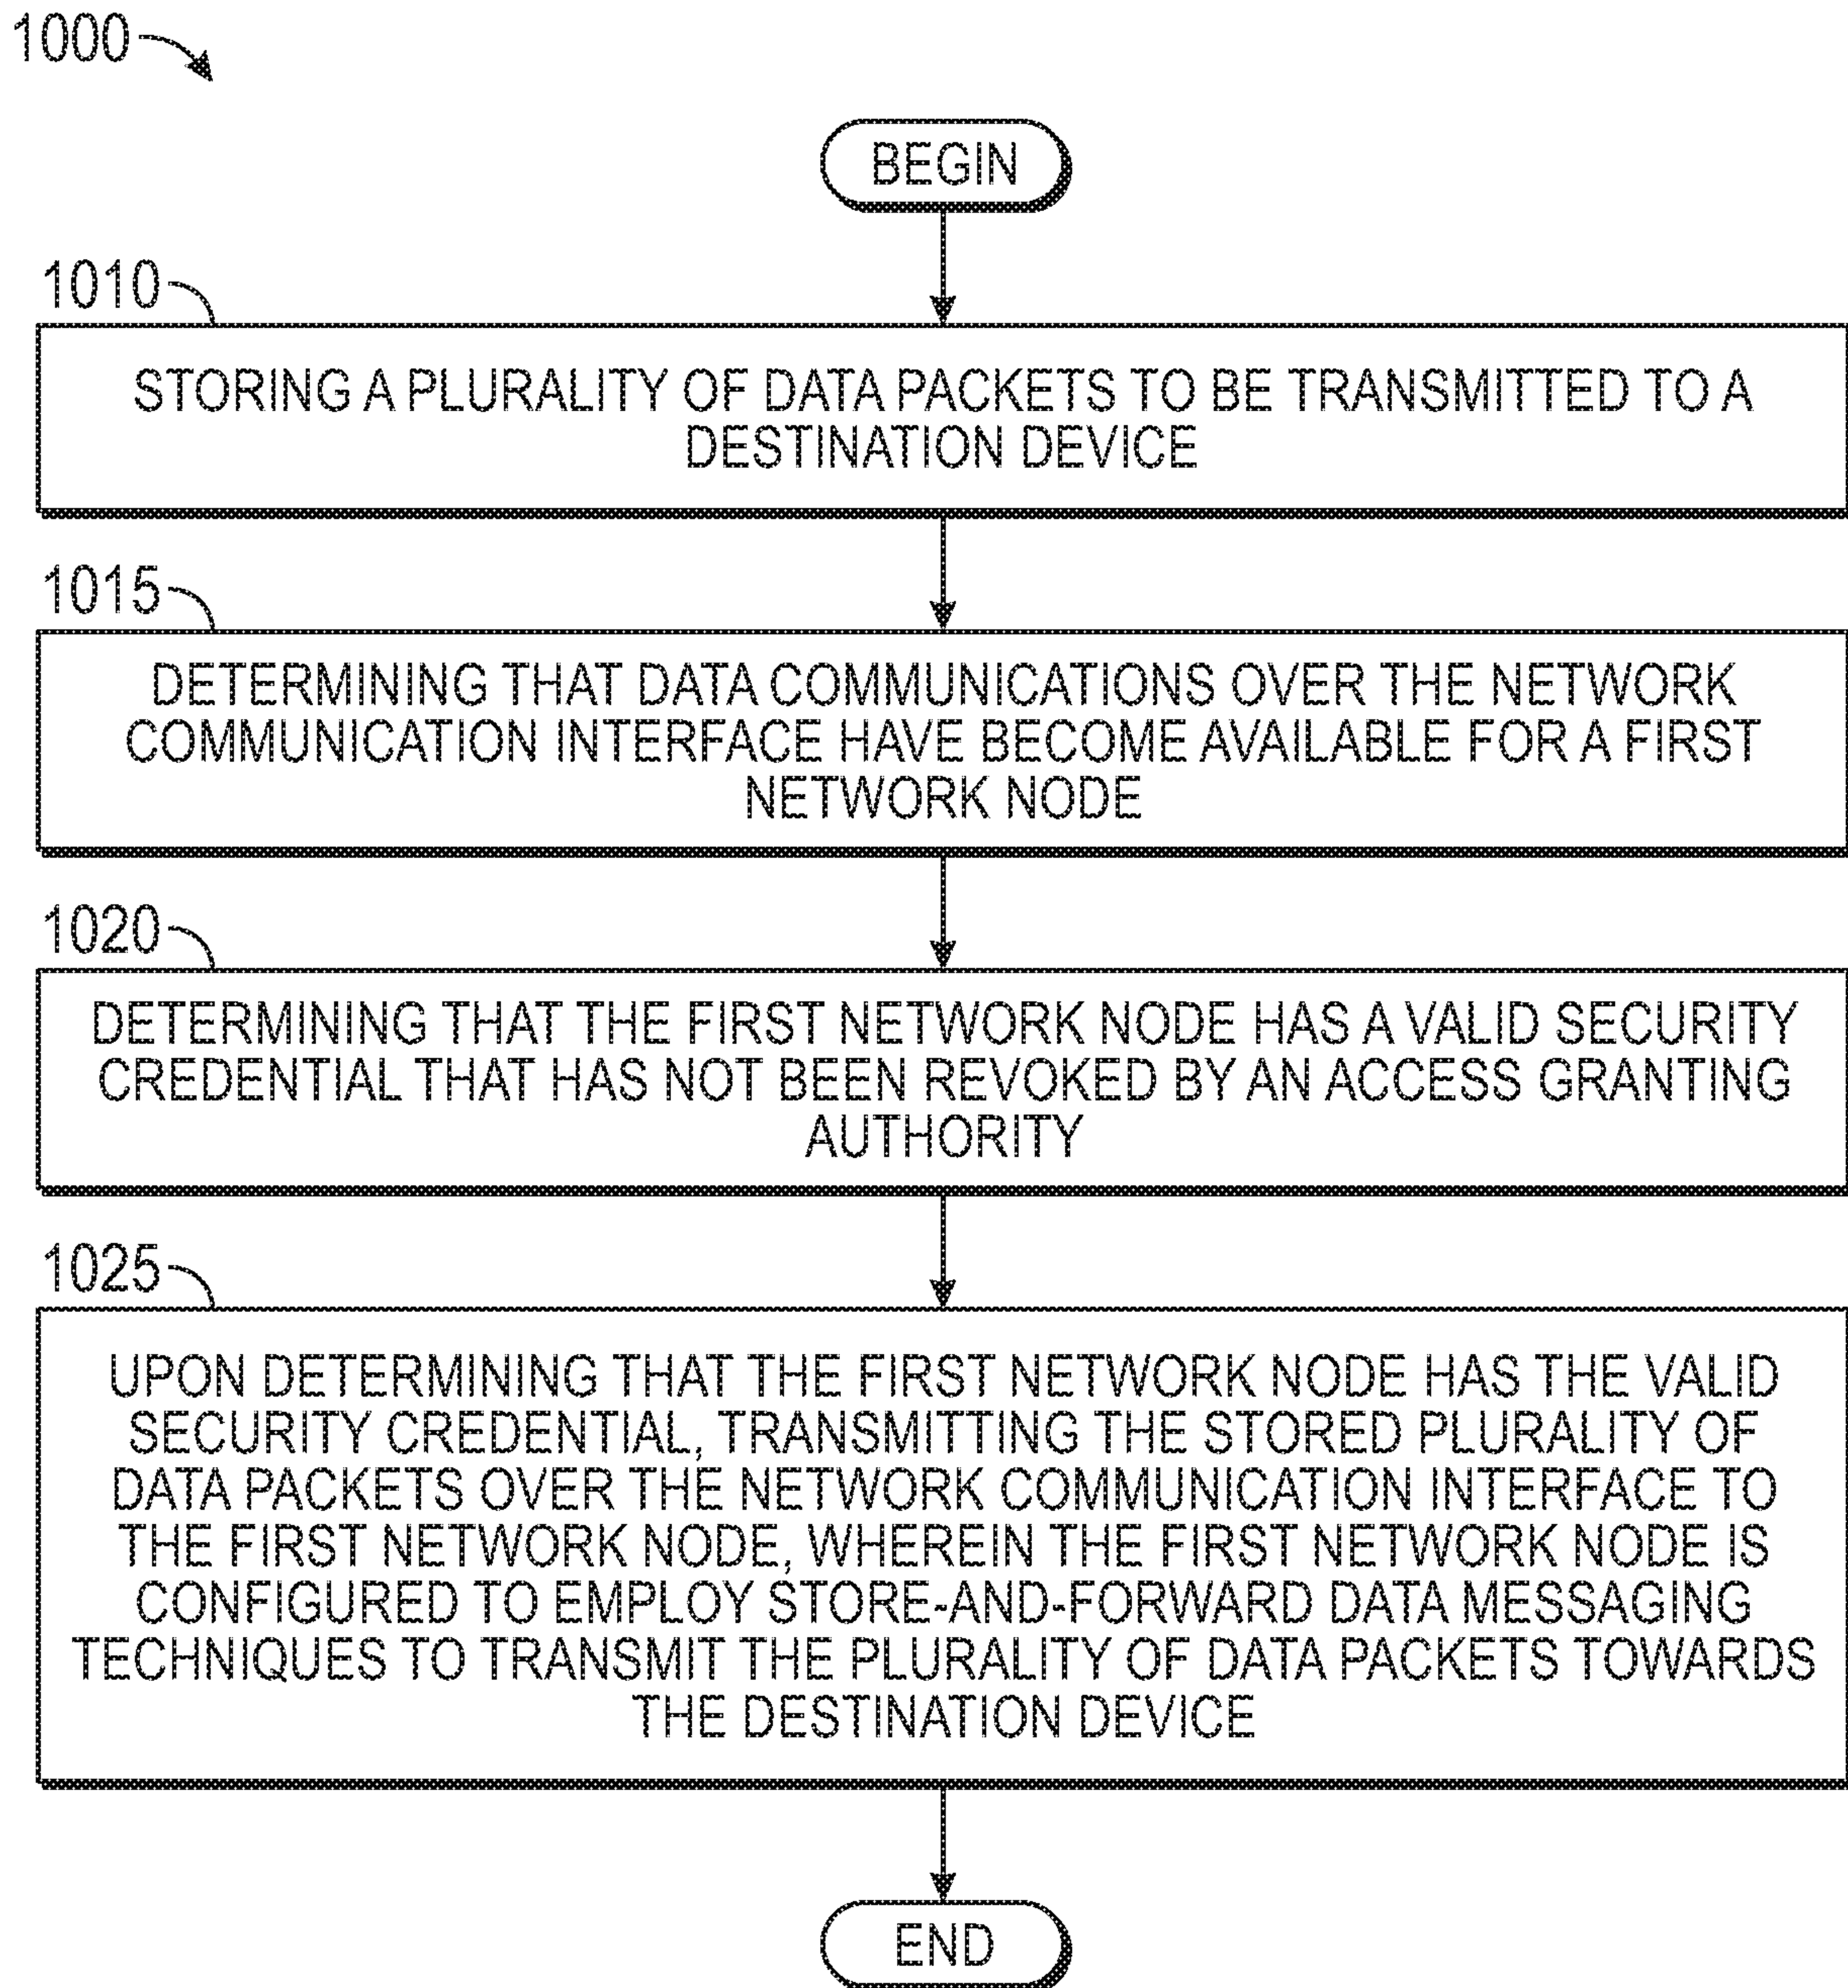 1000
BEGIN
1010
STORING A PLURALITY OF DATA PACKETS TO BE TRANSMITTED TO A
DESTINATION DEVICE
1015
DETERMINING THAT DATA COMMUNICATIONS OVER THE NETWORK
COMMUNICATION INTERFACE HAVE BECOME AVAILABLE FOR A FIRST
NETWORK NODE
1020
DETERMINING THAT THE FIRST NETWORK NODE HAS A VALID SECURITY
CREDENTIAL THAT HAS NOT BEEN REVOKED BY AN ACCESS GRANTING
AUTHORITY
1025
UPON DETERMINING THAT THE FIRST NETWORK NODE HAS THE VALID
SECURITY CREDENTIAL, TRANSMITTING THE STORED PLURALITY OF
DATA PACKETS OVER THE NETWORK COMMUNICATION INTERFACE TO
THE FIRST NETWORK NODE, WHEREIN THE FIRST NETWORK NODE IS
CONFIGURED TO EMPLOY STORE-AND-FORWARD DATA MESSAGING
TECHNIQUES TO TRANSMIT THE PLURALITY OF DATA PACKETS TOWARDS
THE DESTINATION DEVICE
END